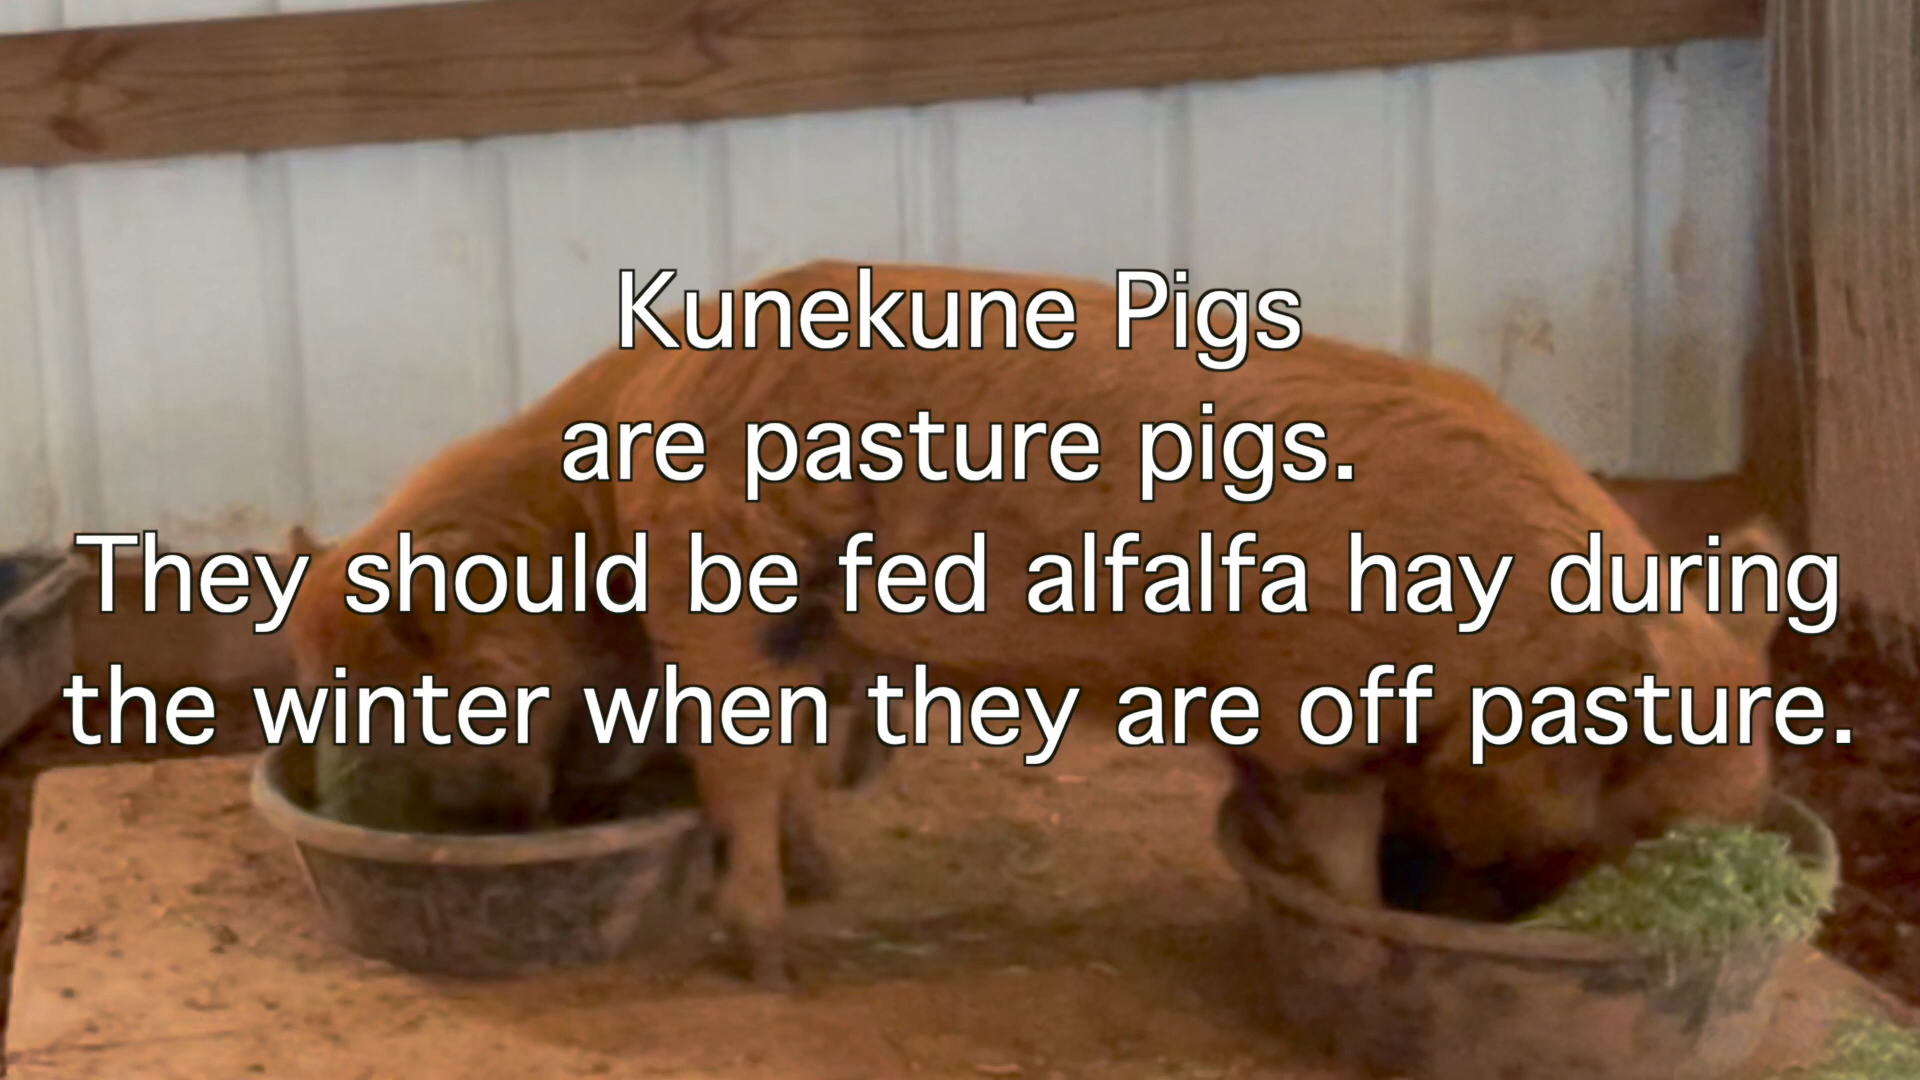 Kunekune Pigs
are pasture pigs.
They should be fed alfalfa hay during
the winter when they are off pasture.